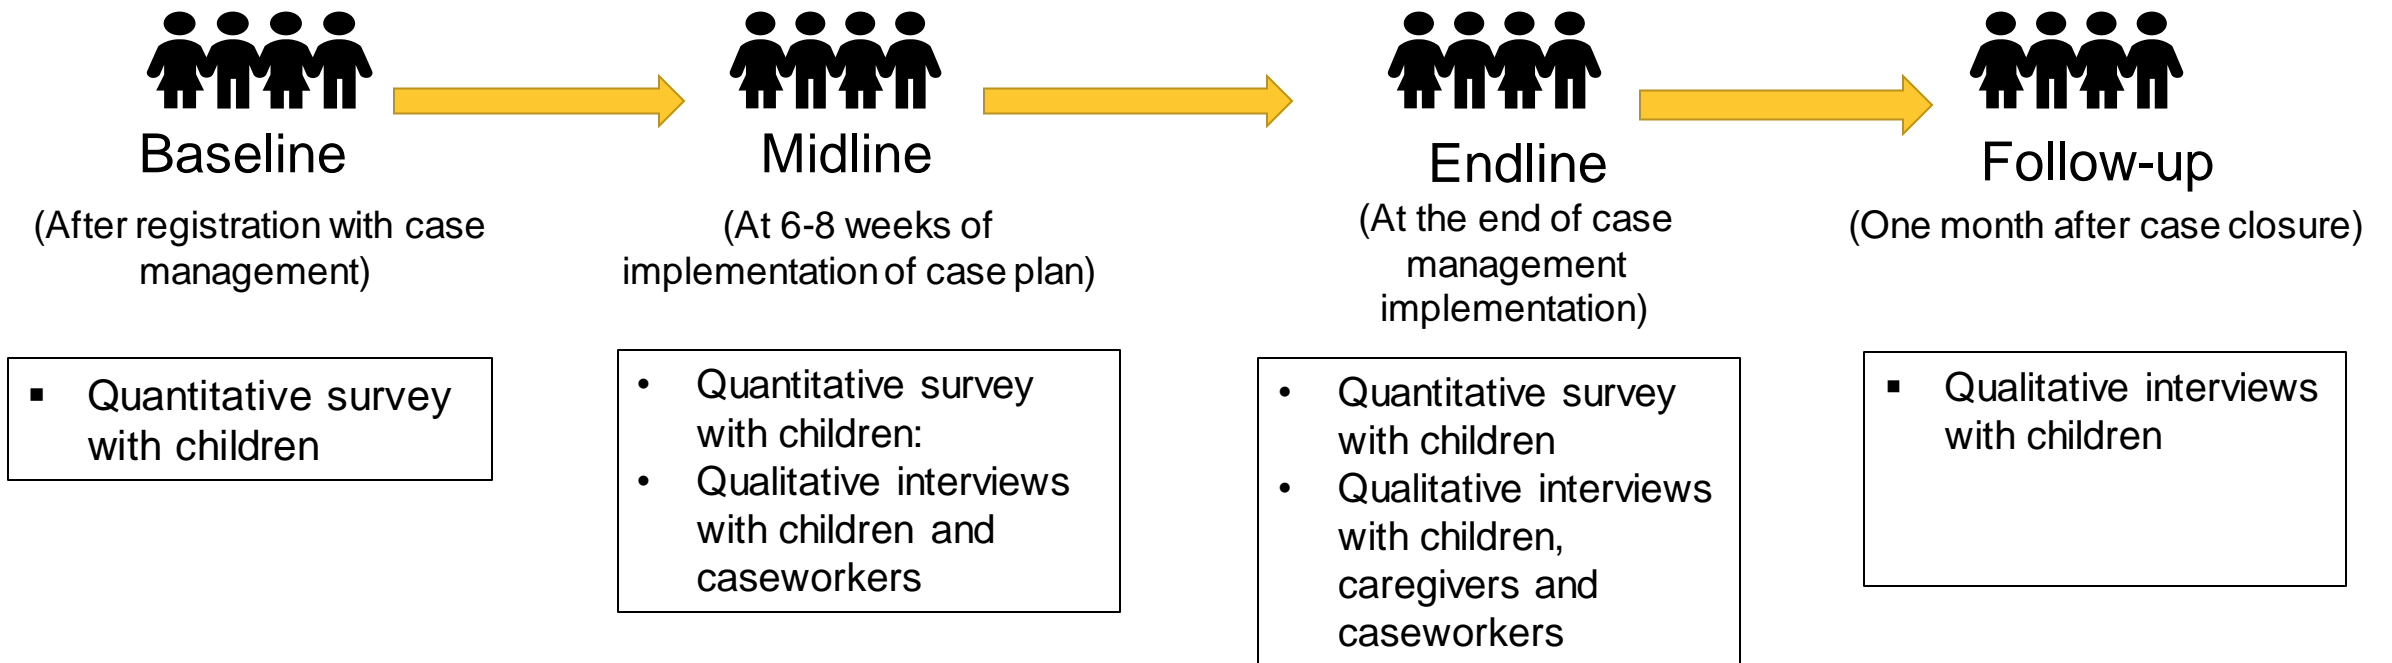 Baseline
(After registration with case
management)
▪ Quantitative survey
with children
Midline
(At 6-8 weeks of
implementation of case plan)
• Quantitative survey
with children:
• Qualitative interviews
with children and
caseworkers
Endline
(At the end of case
management
implementation)
• Quantitative survey
with children
• Qualitative interviews
with children,
caregivers and
caseworkers
Follow-up
(One month after case closure)
▪ Qualitative interviews
with children